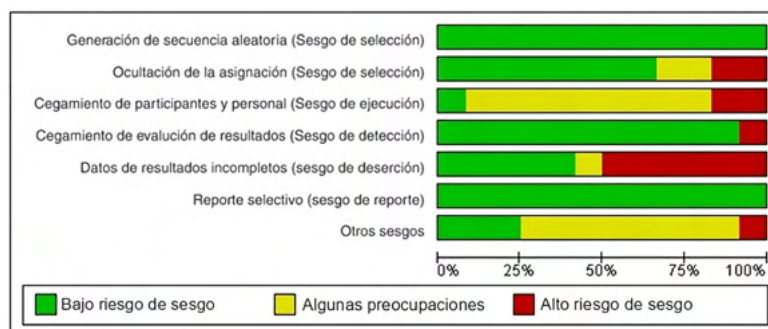 Generación de secuencia aleatoria (Sesgo de selección)
Ocultación de la asignación (Sesgo de selección)
Cegamiento de participantes y personal (Sesgo de ejecución)
Cegamiento de evalución de resultados (Sesgo de detección)
Datos de resultados incompletos (sesgo de deserción)
Reporte selectivo (sesgo de reporte)
Otros sesgos
0% 25% 50% 75% 100%
Bajo riesgo de sesgo Algunas preocupaciones Alto riesgo de sesgo